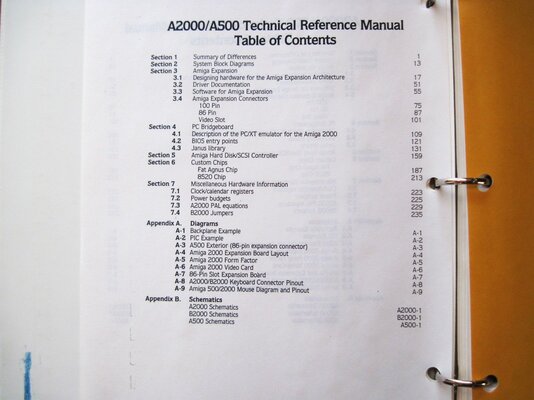 A2000/A500 Technical Reference Manual
Table of Contents
Section 1 Summary of Differences 1
Section 2 System Block Diagrams 13
Section 3 Amiga Expansion
3.1 Designing hardware for the Amiga Expansion Architecture 17
3.2 Driver Documentation 51
3.3 Software for Amiga Expansion 55
3.4 Amiga Expansion Connectors
100 Pin 75
86 Pin 87
Video Slot 101
Section 4 PC Bridgeboard
4.1 Description of the PC/XT emulator for the Amiga 2000 109
4.2 BIOS entry points 121
4.3 Janus library 131
Section 5 Amiga Hard Disk/SCSI Controller 159
Section 6 Custom Chips
Fat Agnus Chip 187
8520 Chip 213
Section 7 Miscellaneous Hardware Information
7.1 Clock/calendar registers 223
7.2 Power budgets 225
7.3 A2000 PAL equations 229
7.4 B2000 Jumpers 235
Appendix A. Diagrams
A-1 Backplane Example A-1
A-2 PIC Example A-2
A-3 A500 Exterior (86-pin expansion connector) A-3
A-4 Amiga 2000 Expansion Board Layout A-4
A-5 Amiga 2000 Form Factor A-5
A-6 Amiga 2000 Video Card A-6
A-7 86-Pin Slot Expansion Board A-7
A-8 A2000/B2000 Keyboard Connector Pinout A-8
A-9 Amiga 500/2000 Mouse Diagram and Pinout A-9
Appendix B. Schematics
A2000 Schematics A2000-1
B2000 Schematics B2000-1
A500 Schematics A500-1